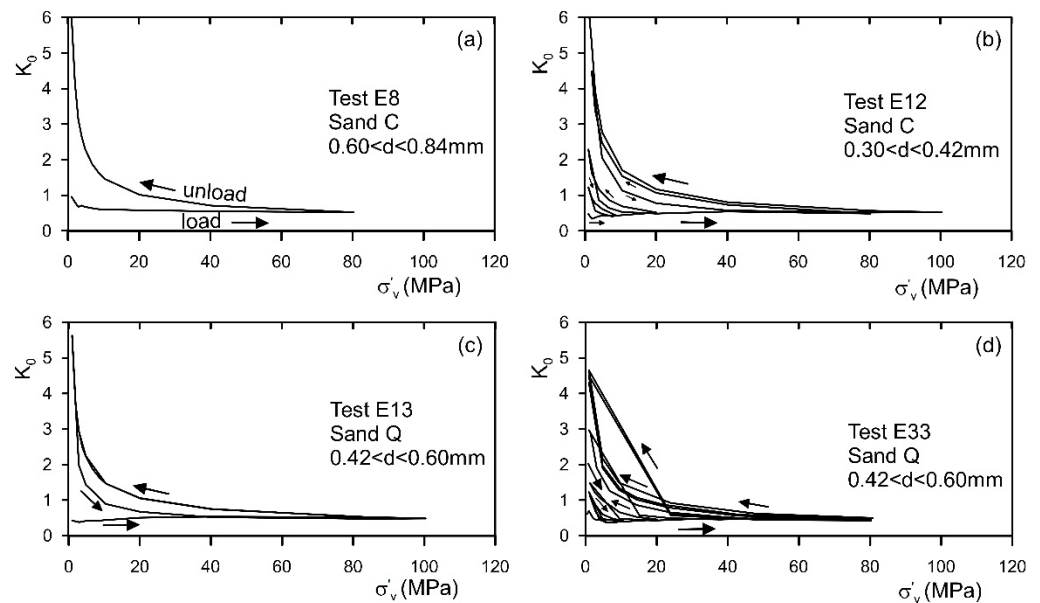 6
5
K₀
4
3
2
1
0
(a)
Test E8
Sand C
0.60<d<0.84mm
unload
load
0 20 40 60 80 100 120
σ'ᵥ (MPa)
6
5
K₀
4
3
2
1
0
(b)
Test E12
Sand C
0.30<d<0.42mm
0 20 40 60 80 100 120
σ'ᵥ (MPa)
6
5
K₀
4
3
2
1
0
(c)
Test E13
Sand Q
0.42<d<0.60mm
0 20 40 60 80 100 120
σ'ᵥ (MPa)
6
5
K₀
4
3
2
1
0
(d)
Test E33
Sand Q
0.42<d<0.60mm
0 20 40 60 80 100 120
σ'ᵥ (MPa)